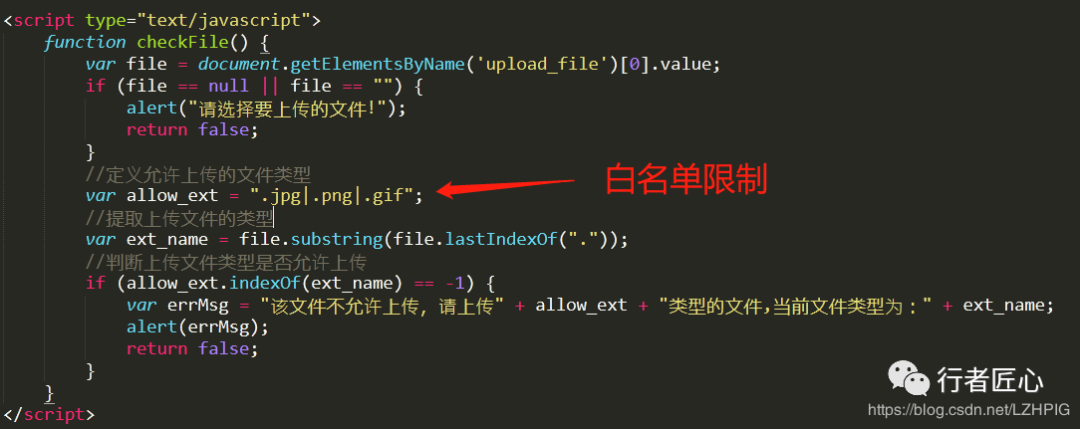 <script type="text/javascript">
function checkFile() {
var file = document.getElementsByName('upload_file')[0].value;
if (file == null || file == "") {
alert("请选择要上传的文件!");
return false;
}
//定义允许上传的文件类型
var allow_ext = ".jpg|.png|.gif";
白名单限制
//提取上传文件的类型
var ext_name = file.substring(file.lastIndexOf("."));
//判断上传文件类型是否允许上传
if (allow_ext.indexOf(ext_name) == -1) {
var errMsg = "该文件不允许上传，请上传" + allow_ext + "类型的文件,当前文件类型为：" + ext_name;
alert(errMsg);
return false;
}
}
</script>
行者匠心
https://blog.csdn.net/LZHPIG